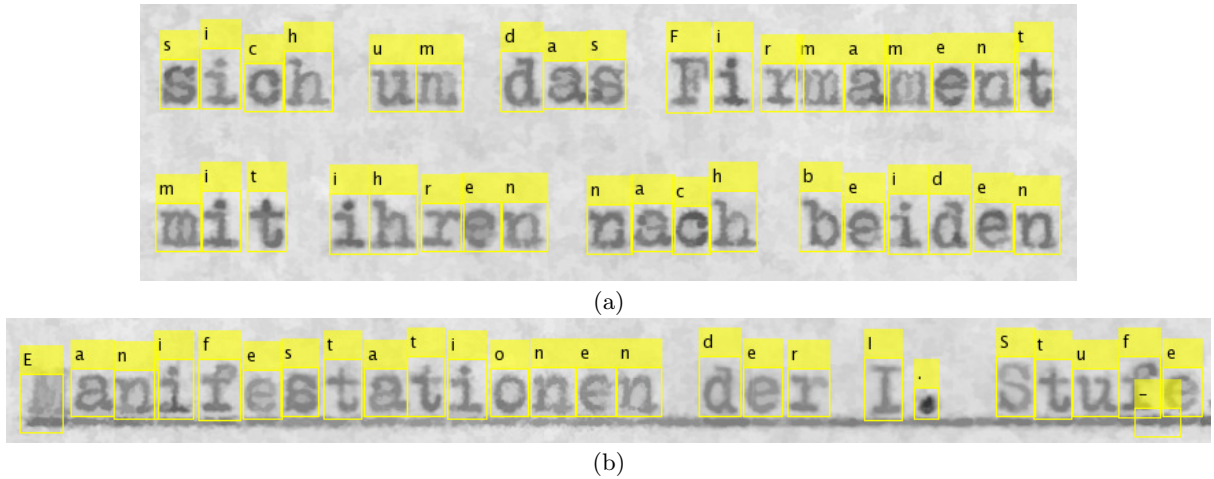 sich um das Firmament
mit ihren nach beiden
(a)
Manifestationen der I. Stufe
(b)